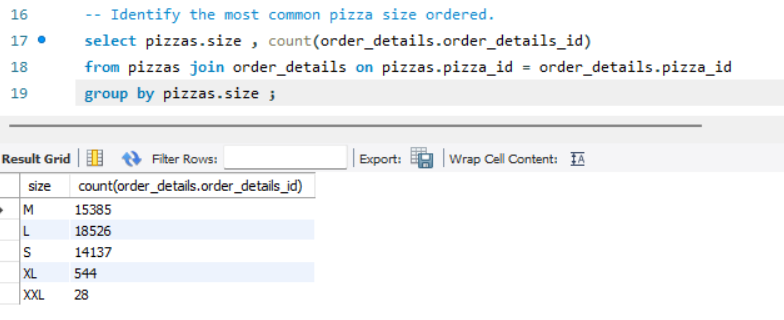 16 -- Identify the most common pizza size ordered.
17 select pizzas.size , count(order_details.order_details_id)
18 from pizzas join order_details on pizzas.pizza_id = order_details.pizza_id
19 group by pizzas.size ;
Result Grid Filter Rows: Export: Wrap Cell Content: IA
size count(order_details.order_details_id)
M 15385
L 18526
S 14137
XL 544
XXL 28